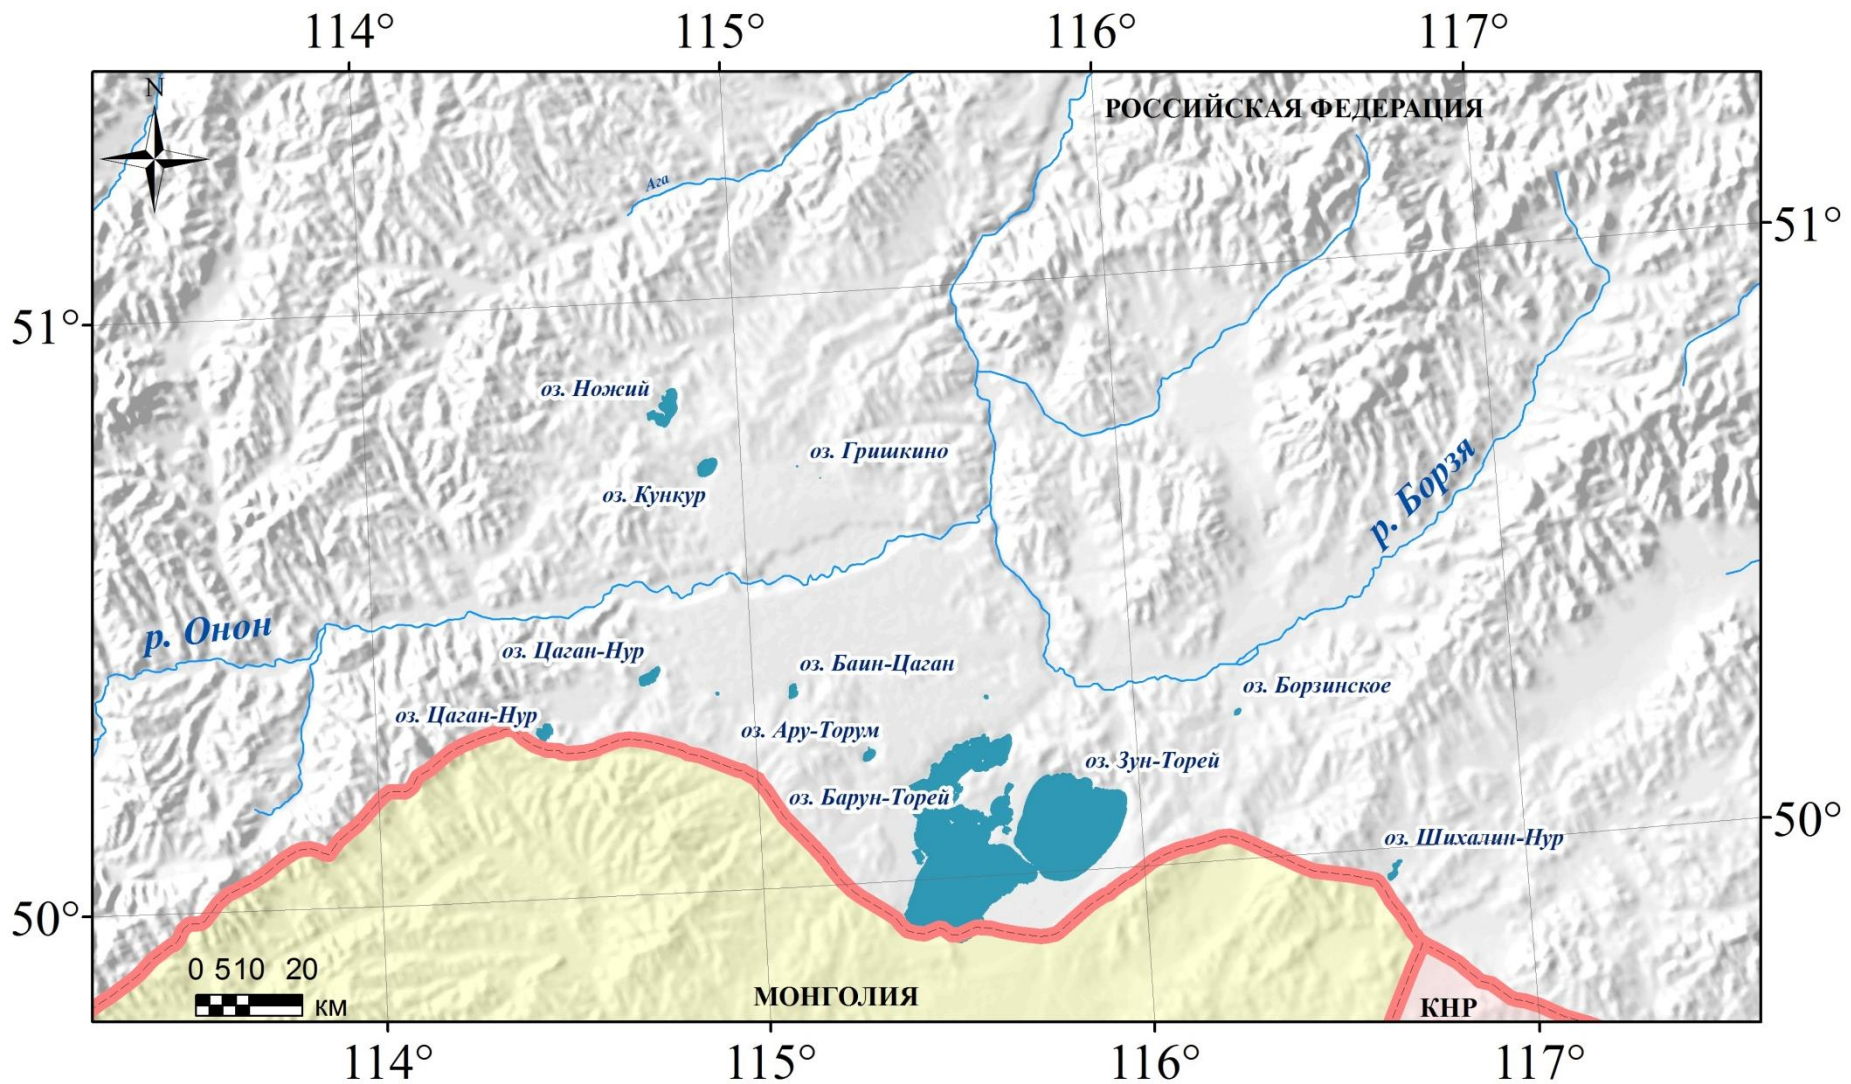 114° 115° 116° 117°
N
РОССИЙСКАЯ ФЕДЕРАЦИЯ
Ага
51°
51°
оз. Ножий
оз. Гришкино
оз. Кункур
р. Борзя
р. Онон
оз. Цаган-Нур
оз. Баин-Цаган
оз. Борзинское
оз. Цаган-Нур
оз. Ару-Торум
оз. Зун-Торей
оз. Барун-Торей
50°
оз. Шихалин-Нур
50°
0 5 10 20
км
МОНГОЛИЯ
КНР
114° 115° 116° 117°